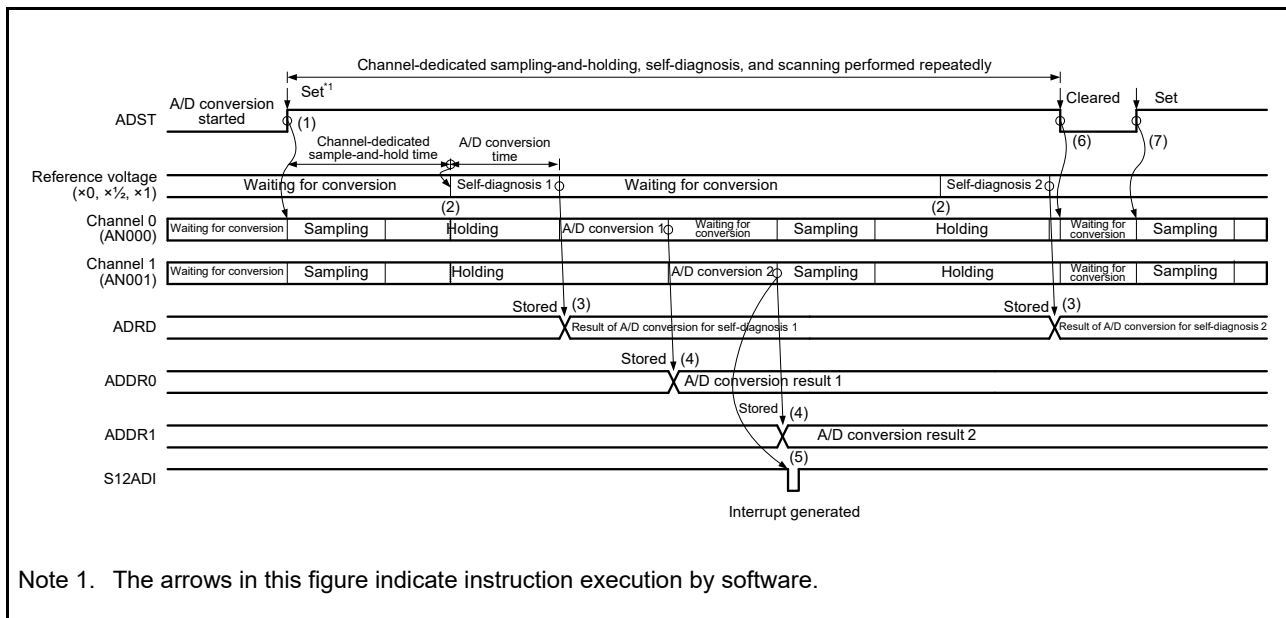 Channel-dedicated sampling-and-holding, self-diagnosis, and scanning performed repeatedly
A/D conversion
started
Set*1
Cleared
Set
ADST
(1)
(6)
(7)
Channel-dedicated
sample-and-hold time
A/D conversion
time
Reference voltage
(×0, ×½, ×1)
Waiting for conversion
Self-diagnosis 1
Waiting for conversion
Self-diagnosis 2
(2)
(2)
Channel 0
(AN000)
Waiting for conversion
Sampling
Holding
A/D conversion 1
Waiting for
conversion
Sampling
Holding
Waiting for
conversion
Sampling
Channel 1
(AN001)
Waiting for conversion
Sampling
Holding
A/D conversion 2
Sampling
Holding
Waiting for
conversion
Sampling
Stored
(3)
Stored
(3)
ADRD
Result of A/D conversion for self-diagnosis 1
Result of A/D conversion for self-diagnosis 2
Stored
(4)
ADDR0
A/D conversion result 1
Stored
(4)
ADDR1
A/D conversion result 2
(5)
S12ADI
Interrupt generated
Note 1. The arrows in this figure indicate instruction execution by software.